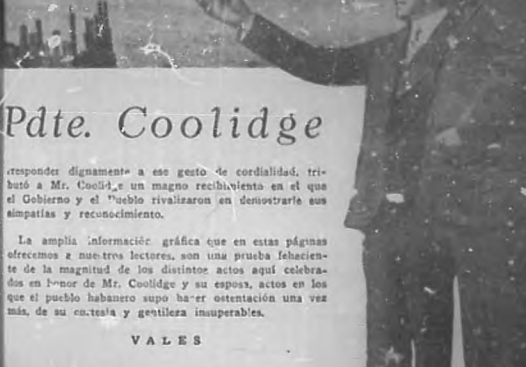 Pdte. Coolidge
rresponder dignamente a ese gesto de cordialidad, tri-
butó a Mr. Coolidge un magno recibimiento en el que
el Gobierno y el Pueblo rivalizaron en demostrarle sus
simpatías y reconocimiento.
La amplia información gráfica que en estas páginas
ofrecemos a nuestros lectores, son una prueba fehacien-
te de la magnitud de los distintos actos aquí celebra-
dos en honor de Mr. Coolidge y su esposa, actos en los
que el pueblo habanero supo hacer ostentación una vez
más, de su cortesía y gentileza insuperables.
VALES